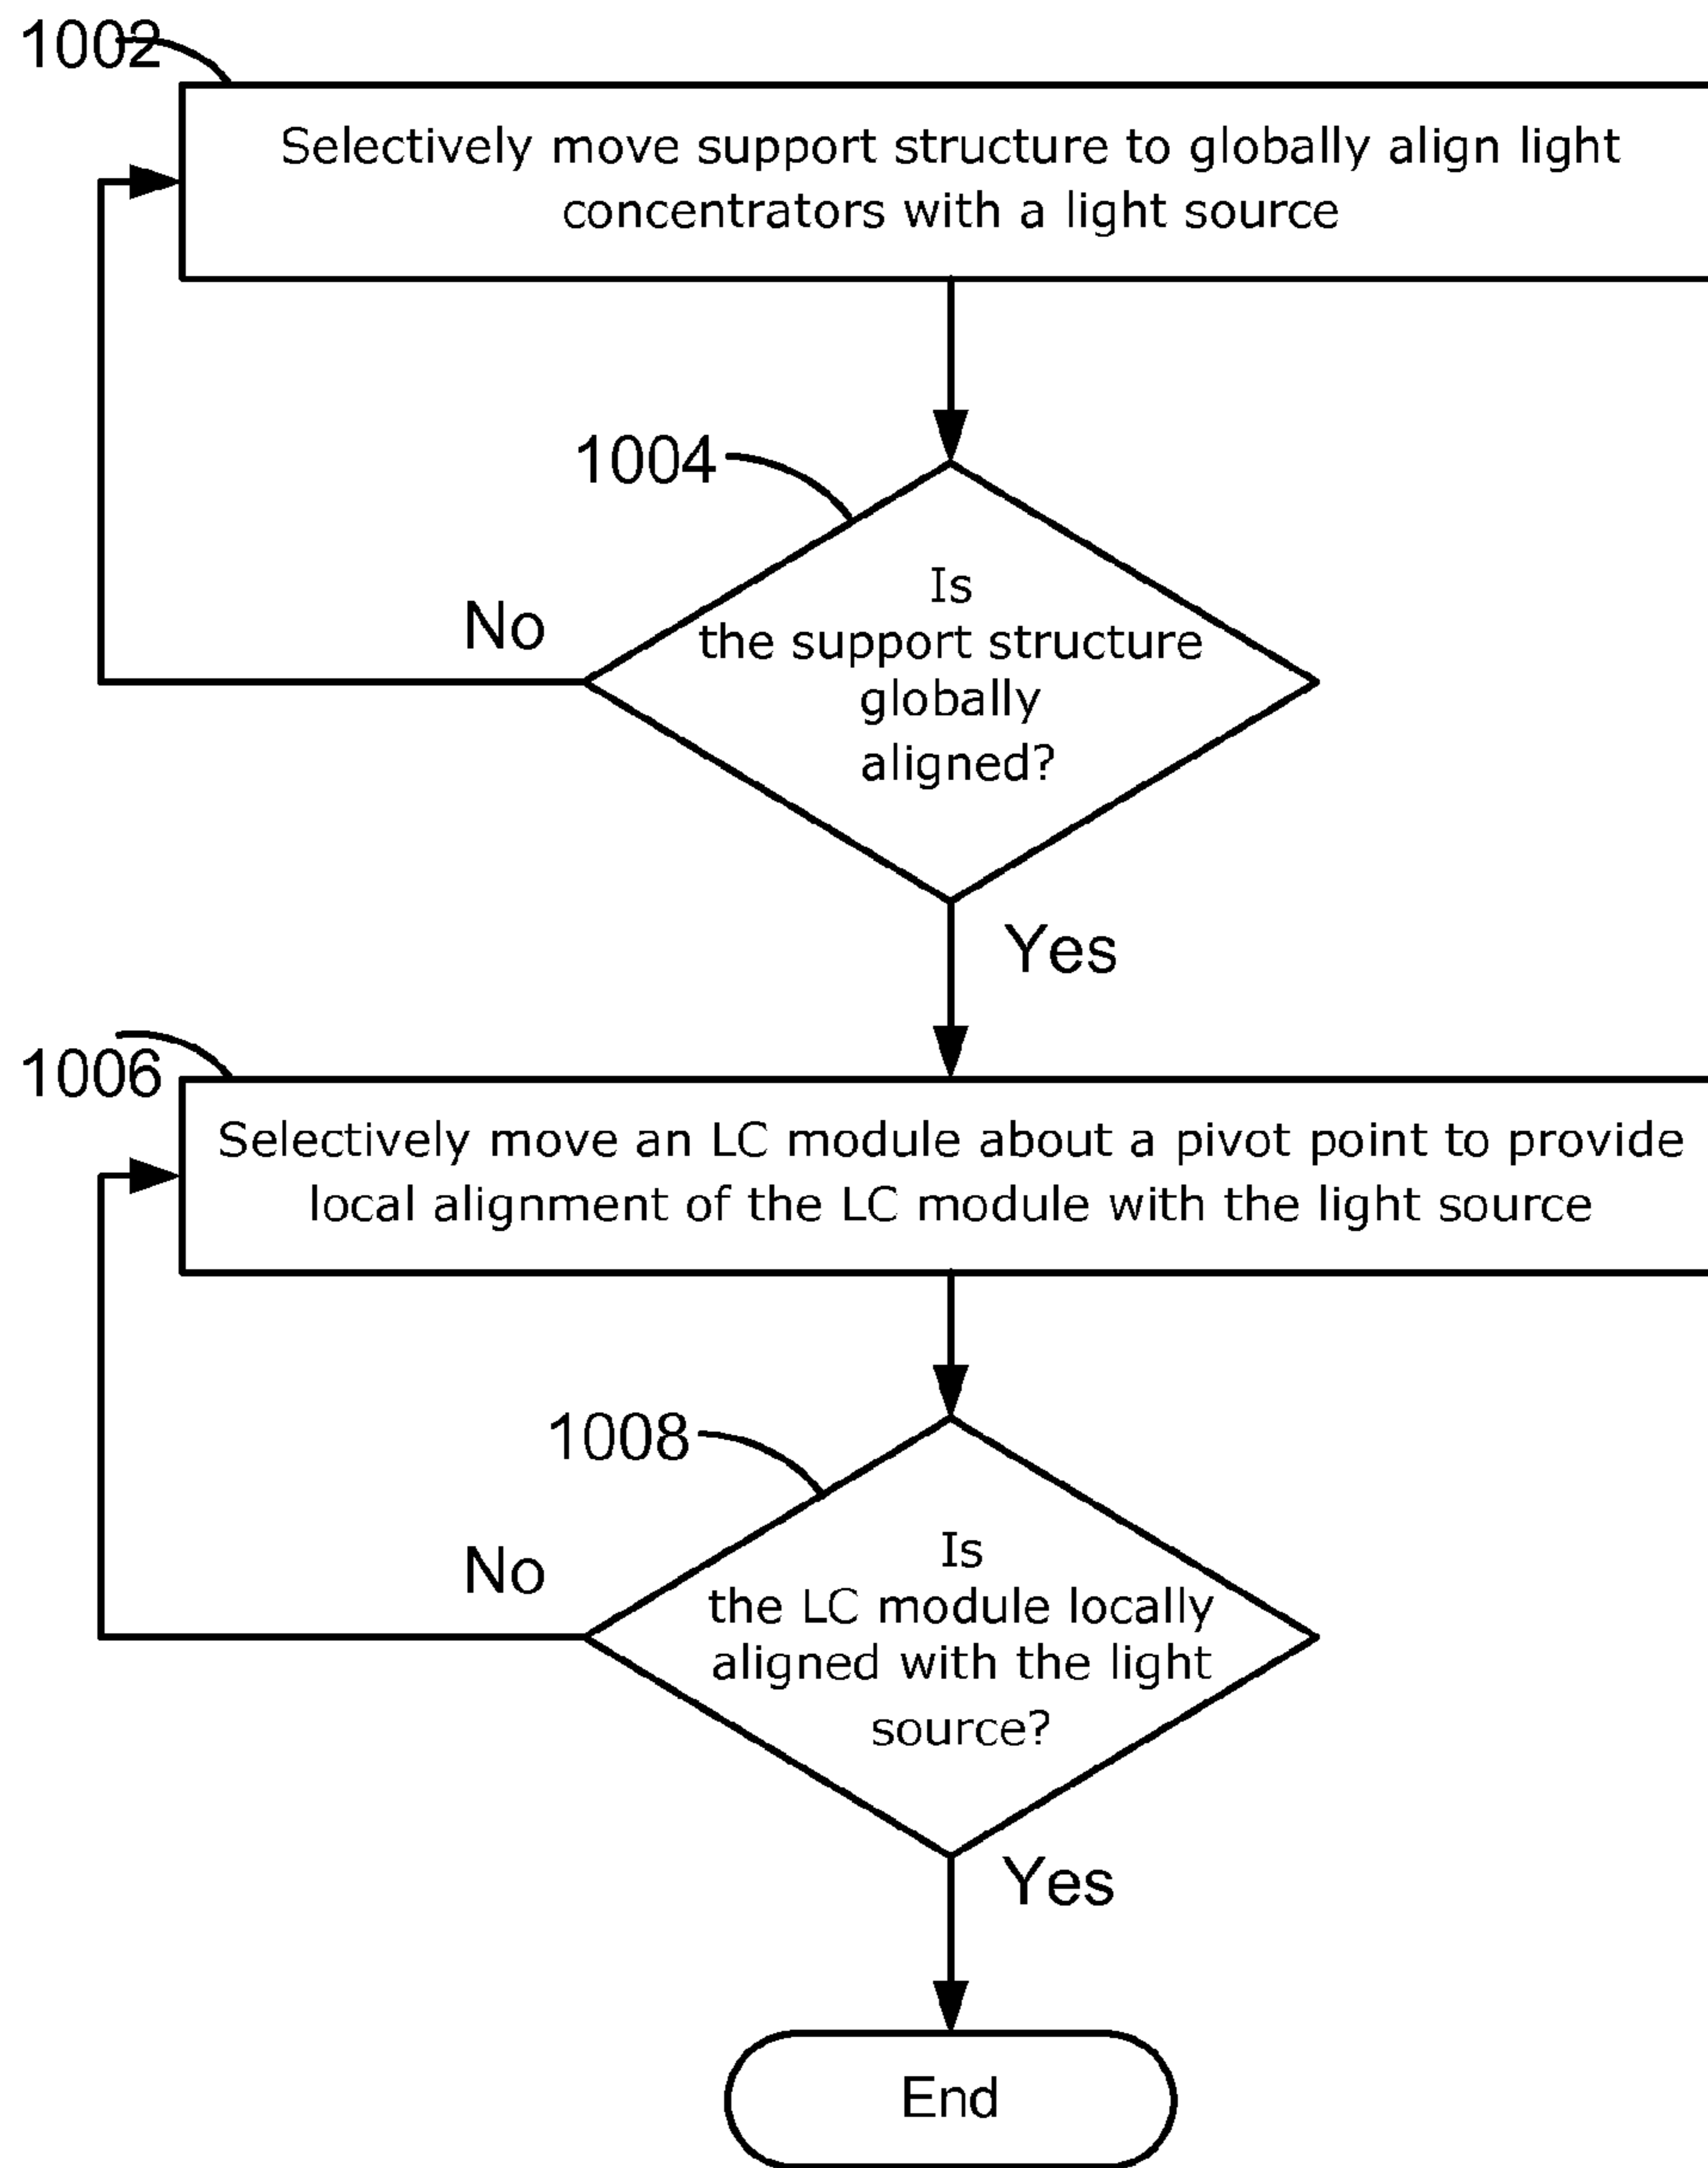 1002
Selectively move support structure to globally align light
concentrators with a light source
1004
Is
the support structure
globally
aligned?
No
Yes
1006
Selectively move an LC module about a pivot point to provide
local alignment of the LC module with the light source
1008
Is
the LC module locally
aligned with the light
source?
No
Yes
End